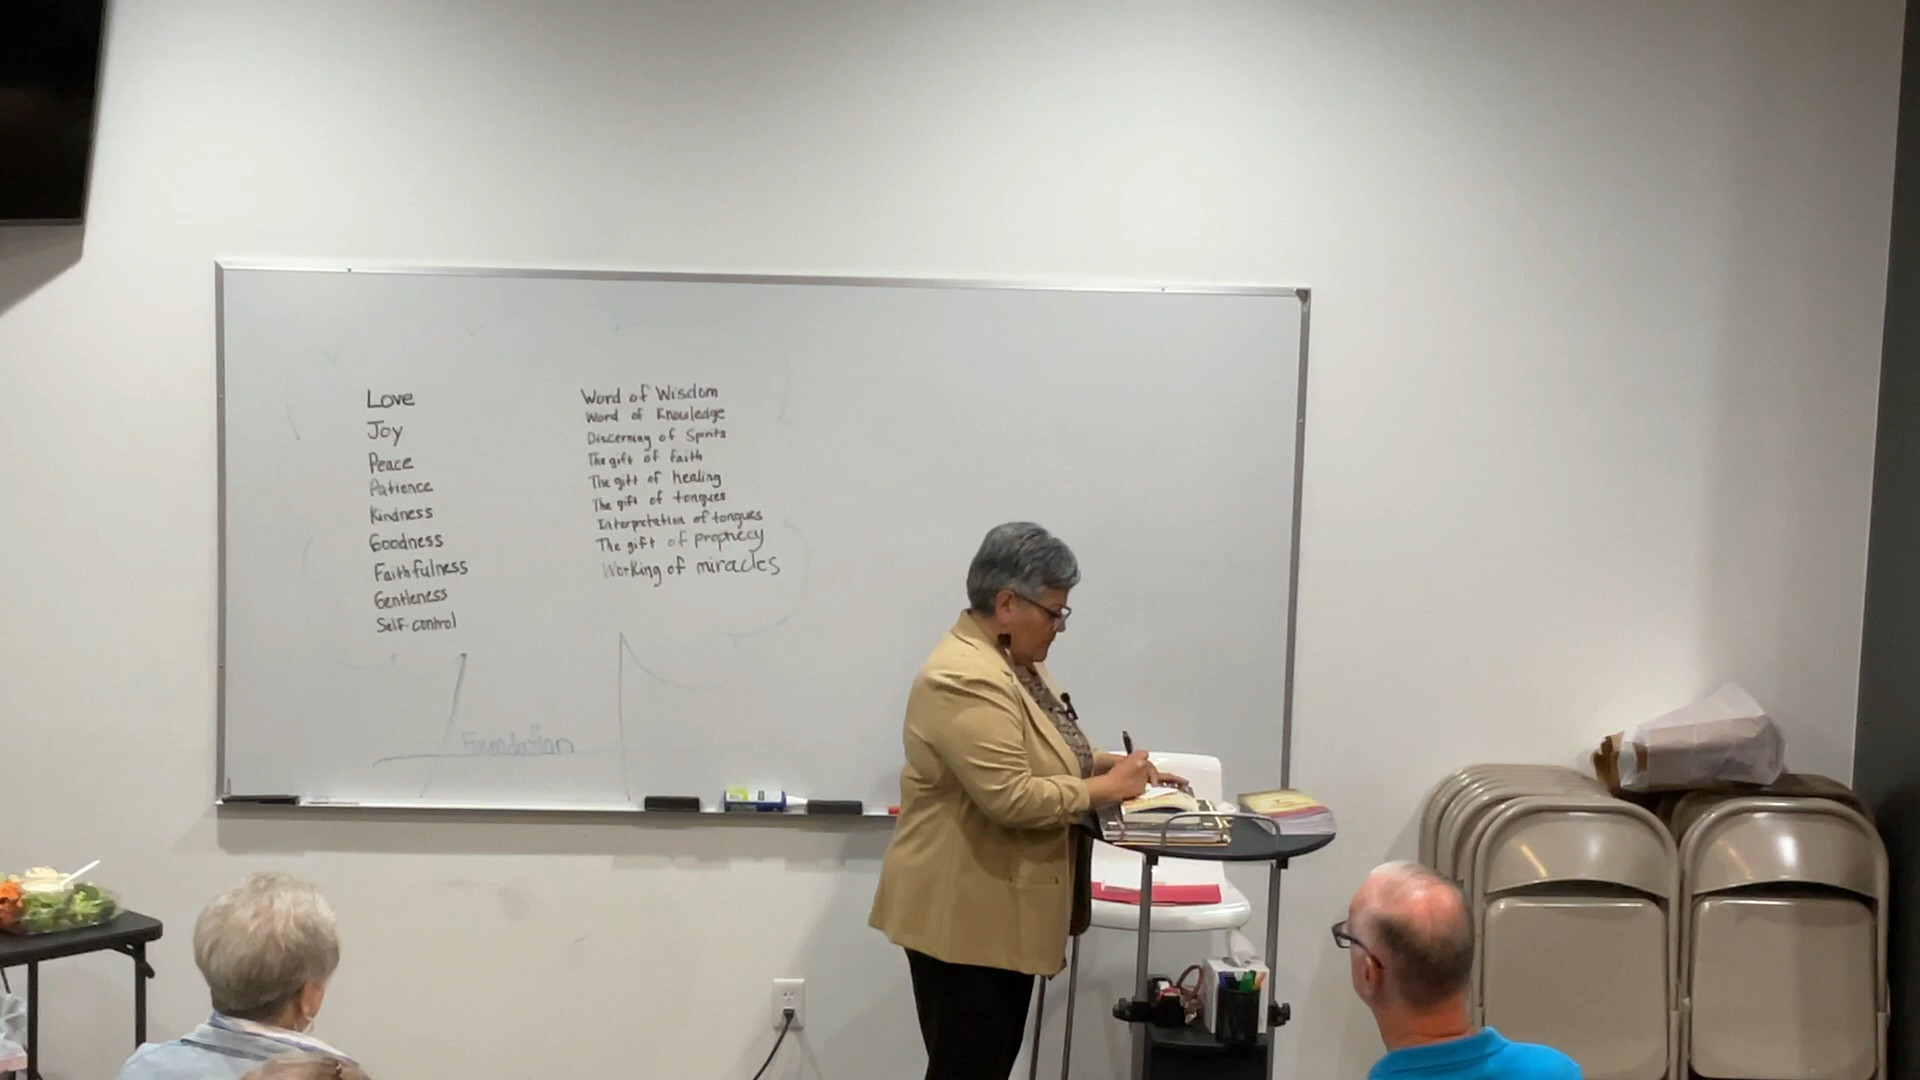 Love
Joy
Peace
Patience
Kindness
Goodness
Faithfulness
Gentleness
Self-control
Word of Wisdom
Word of Knowledge
Discerning of Spirits
The gift of faith
The gift of healing
The gift of tongues
Interpretation of tongues
The gift of prophecy
Working of miracles
Foundation